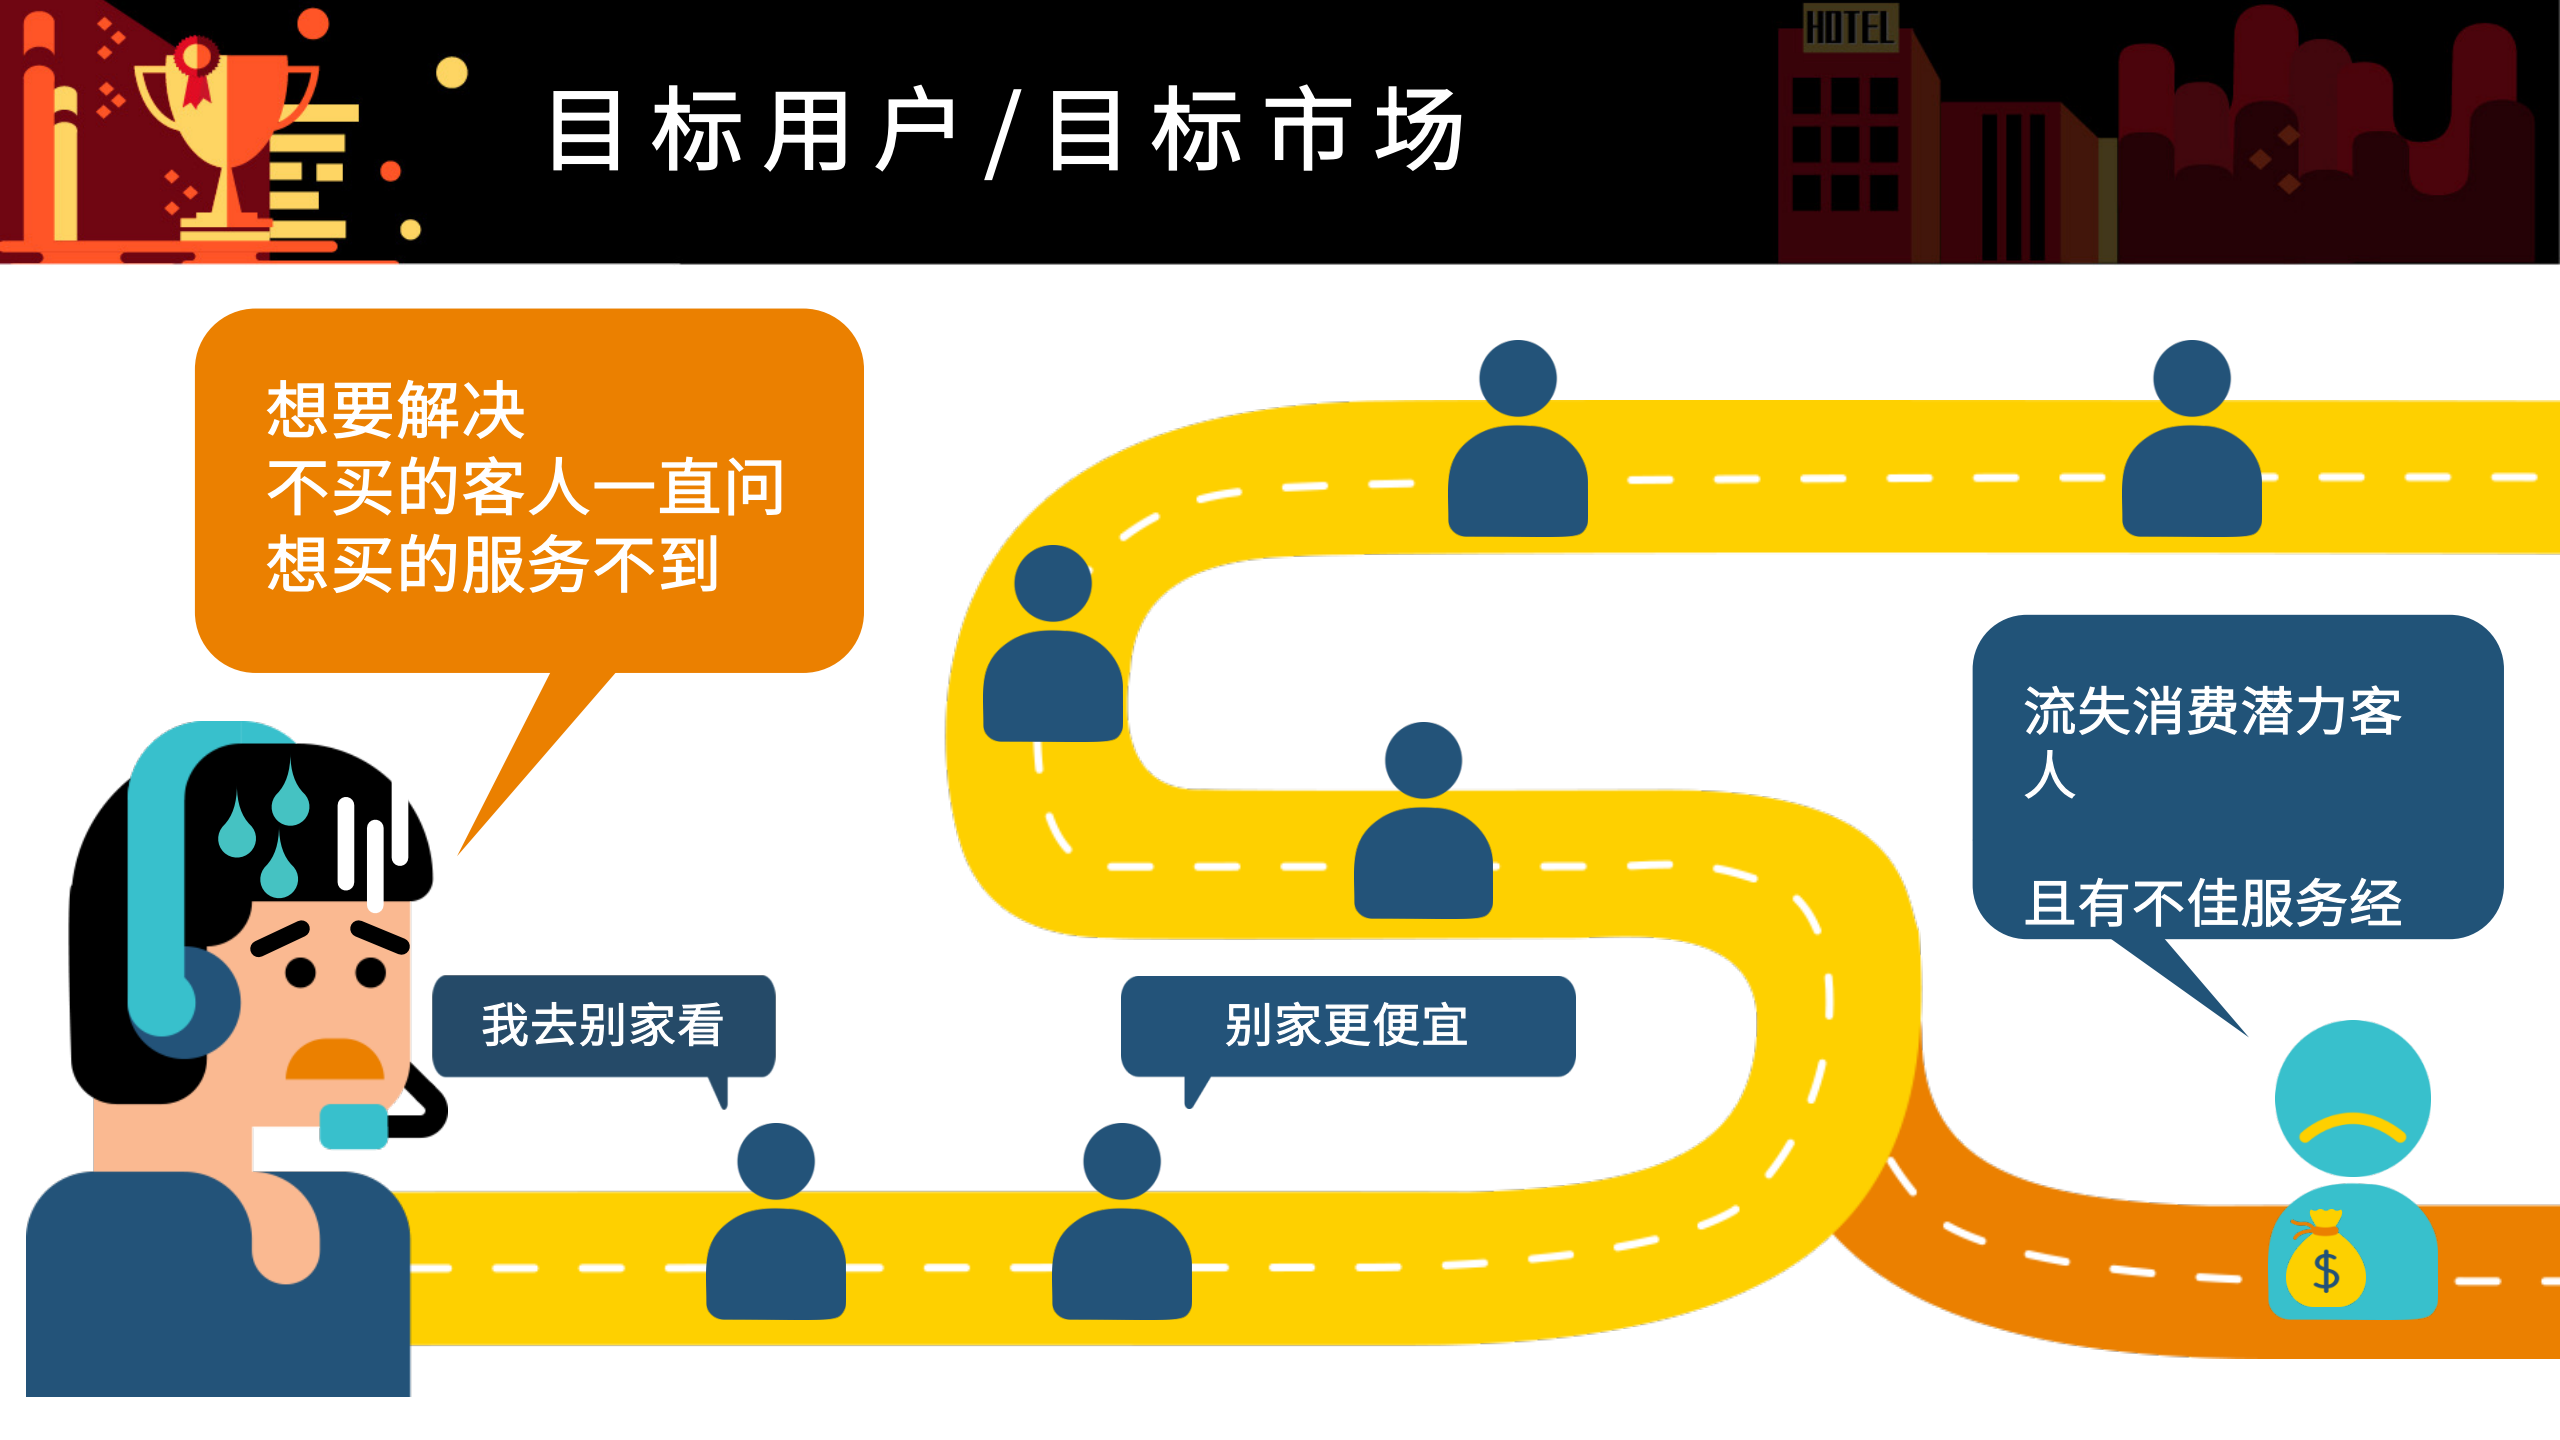 HOTEL
目标用户/目标市场
想要解决
不买的客人一直问
想买的服务不到
流失消费潜力客
人
且有不佳服务经
我去别家看
别家更便宜
$